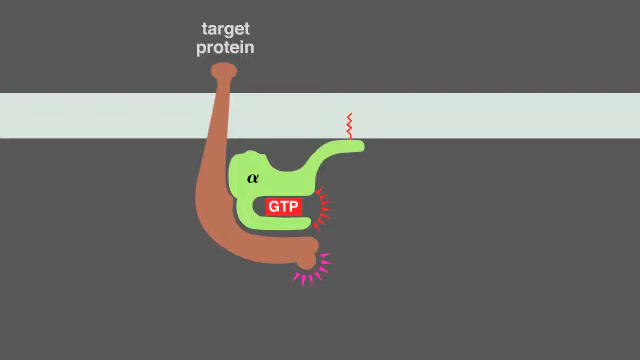 target
protein
α
GTP